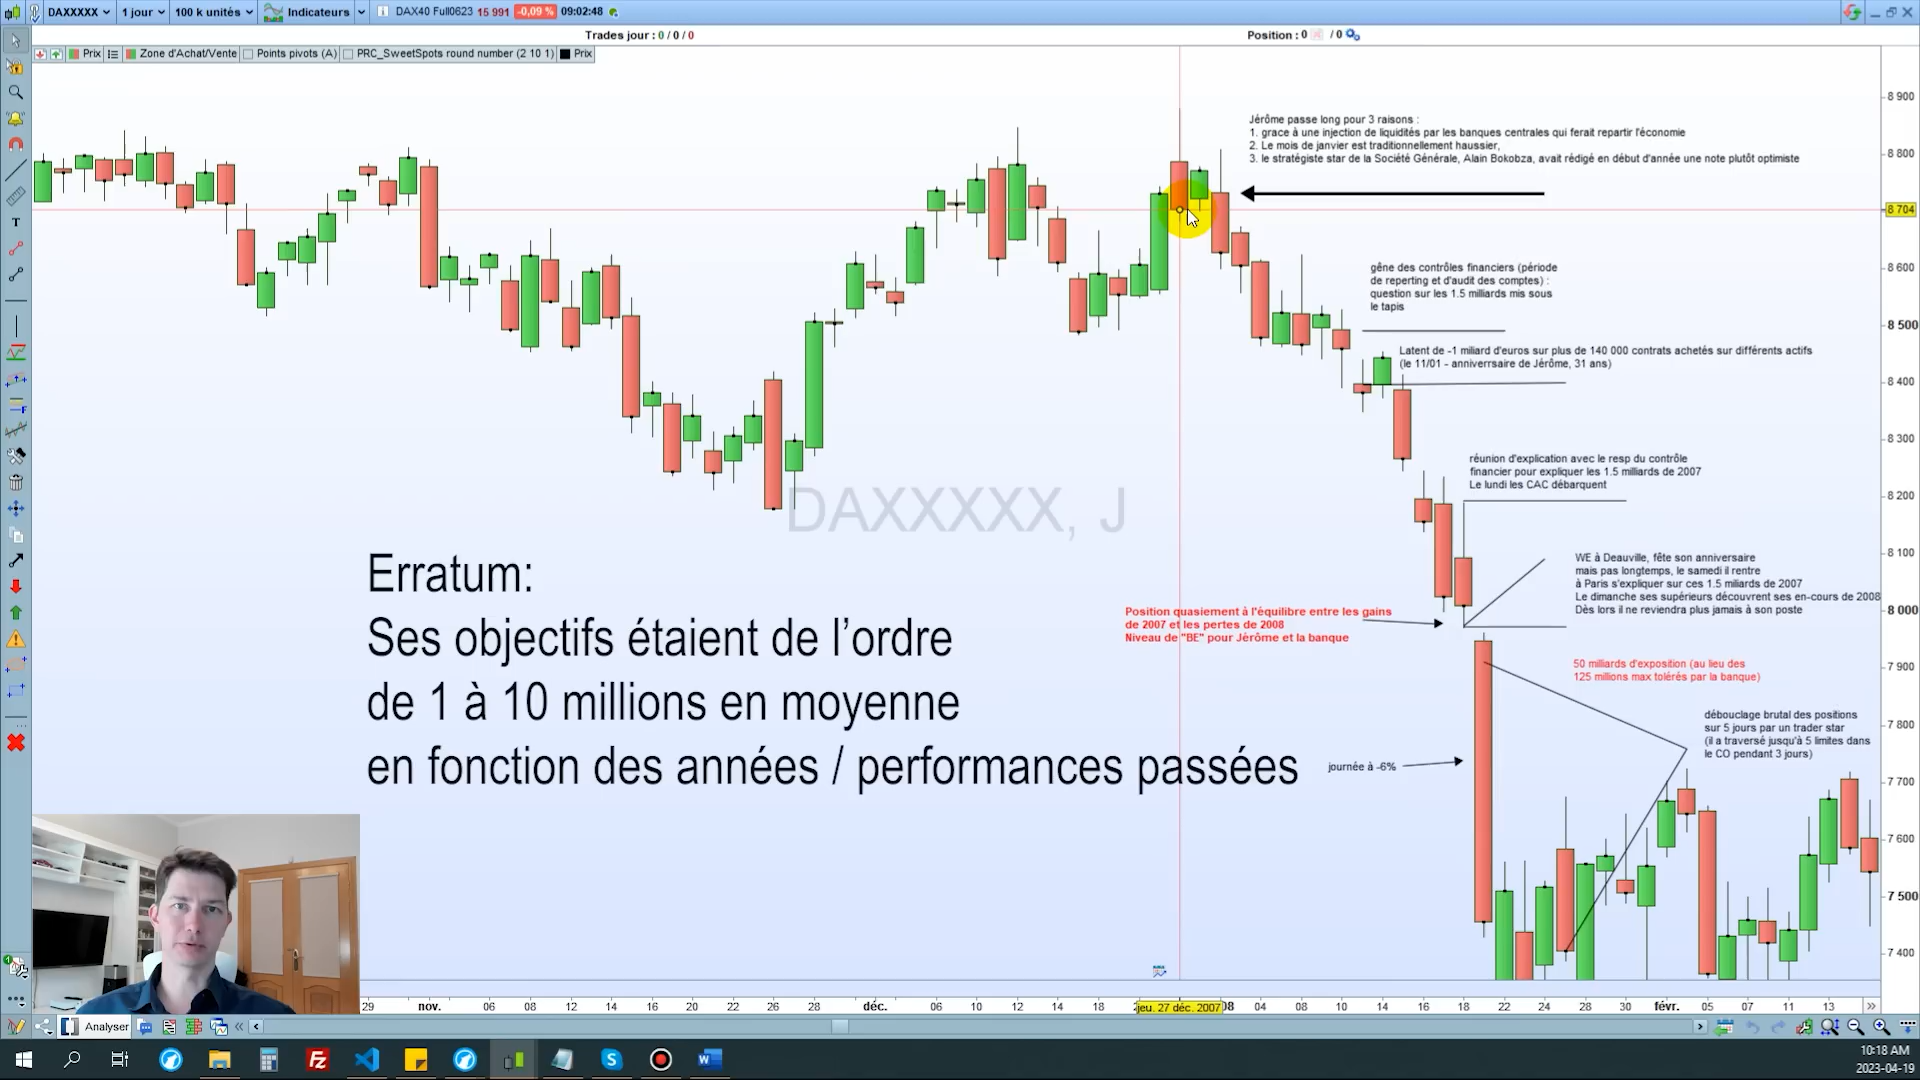 DAXXXXX
1 jour
100 k unités
Indicateurs
DAX40 Full0623 15 991 -0,09 % 09:02:48
Trades jour : 0 / 0 / 0
Position : 0 / 0
Prix
Zone d'Achat/Vente
Points pivots (A)
PRC_SweetSpots round number (2 10 1)
Prix
8 900
Jérôme passe long pour 3 raisons :
1. grace à une injection de liquidités par les banques centrales qui ferait repartir l'économie
2. Le mois de janvier est traditionnellement haussier,
3. le stratégiste star de la Société Générale, Alain Bokobza, avait rédigé en début d'année une note plutôt optimiste
8 800
8 704
gêne des contrôles financiers (période
de reperting et d'audit des comptes) :
question sur les 1.5 milliards mis sous
le tapis
8 600
8 500
Latent de -1 miliard d'euros sur plus de 140 000 contrats achetés sur différents actifs
(le 11/01 - anniverrsaire de Jérôme, 31 ans)
8 400
8 300
réunion d'explication avec le resp du contrôle
financier pour expliquer les 1.5 milliards de 2007
Le lundi les CAC débarquent
8 200
DAXXXXX, J
8 100
WE à Deauville, fête son anniversaire
mais pas longtemps, le samedi il rentre
à Paris s'expliquer sur ces 1.5 miliards de 2007
Le dimanche ses supérieurs découvrent ses en-cours de 2008
Dès lors il ne reviendra plus jamais à son poste
8 000
Position quasiement à l'équilibre entre les gains
de 2007 et les pertes de 2008
Niveau de "BE" pour Jérôme et la banque
Erratum:
Ses objectifs étaient de l'ordre
de 1 à 10 millions en moyenne
en fonction des années / performances passées
7 900
50 milliards d'exposition (au lieu des
125 millions max tolérés par la banque)
7 800
débouclage brutal des positions
sur 5 jours par un trader star
(il a traversé jusqu'à 5 limites dans
le CO pendant 3 jours)
journée à -6%
7 700
7 600
7 500
7 400
29 nov. 06 08 12 14 16 20 22 26 28 déc. 06 10 12 14 18 jeu. 27 déc. 2007 08 04 08 10 14 16 18 22 24 28 30 févr. 05 07 11 13
Analyser
10:18 AM
2023-04-19